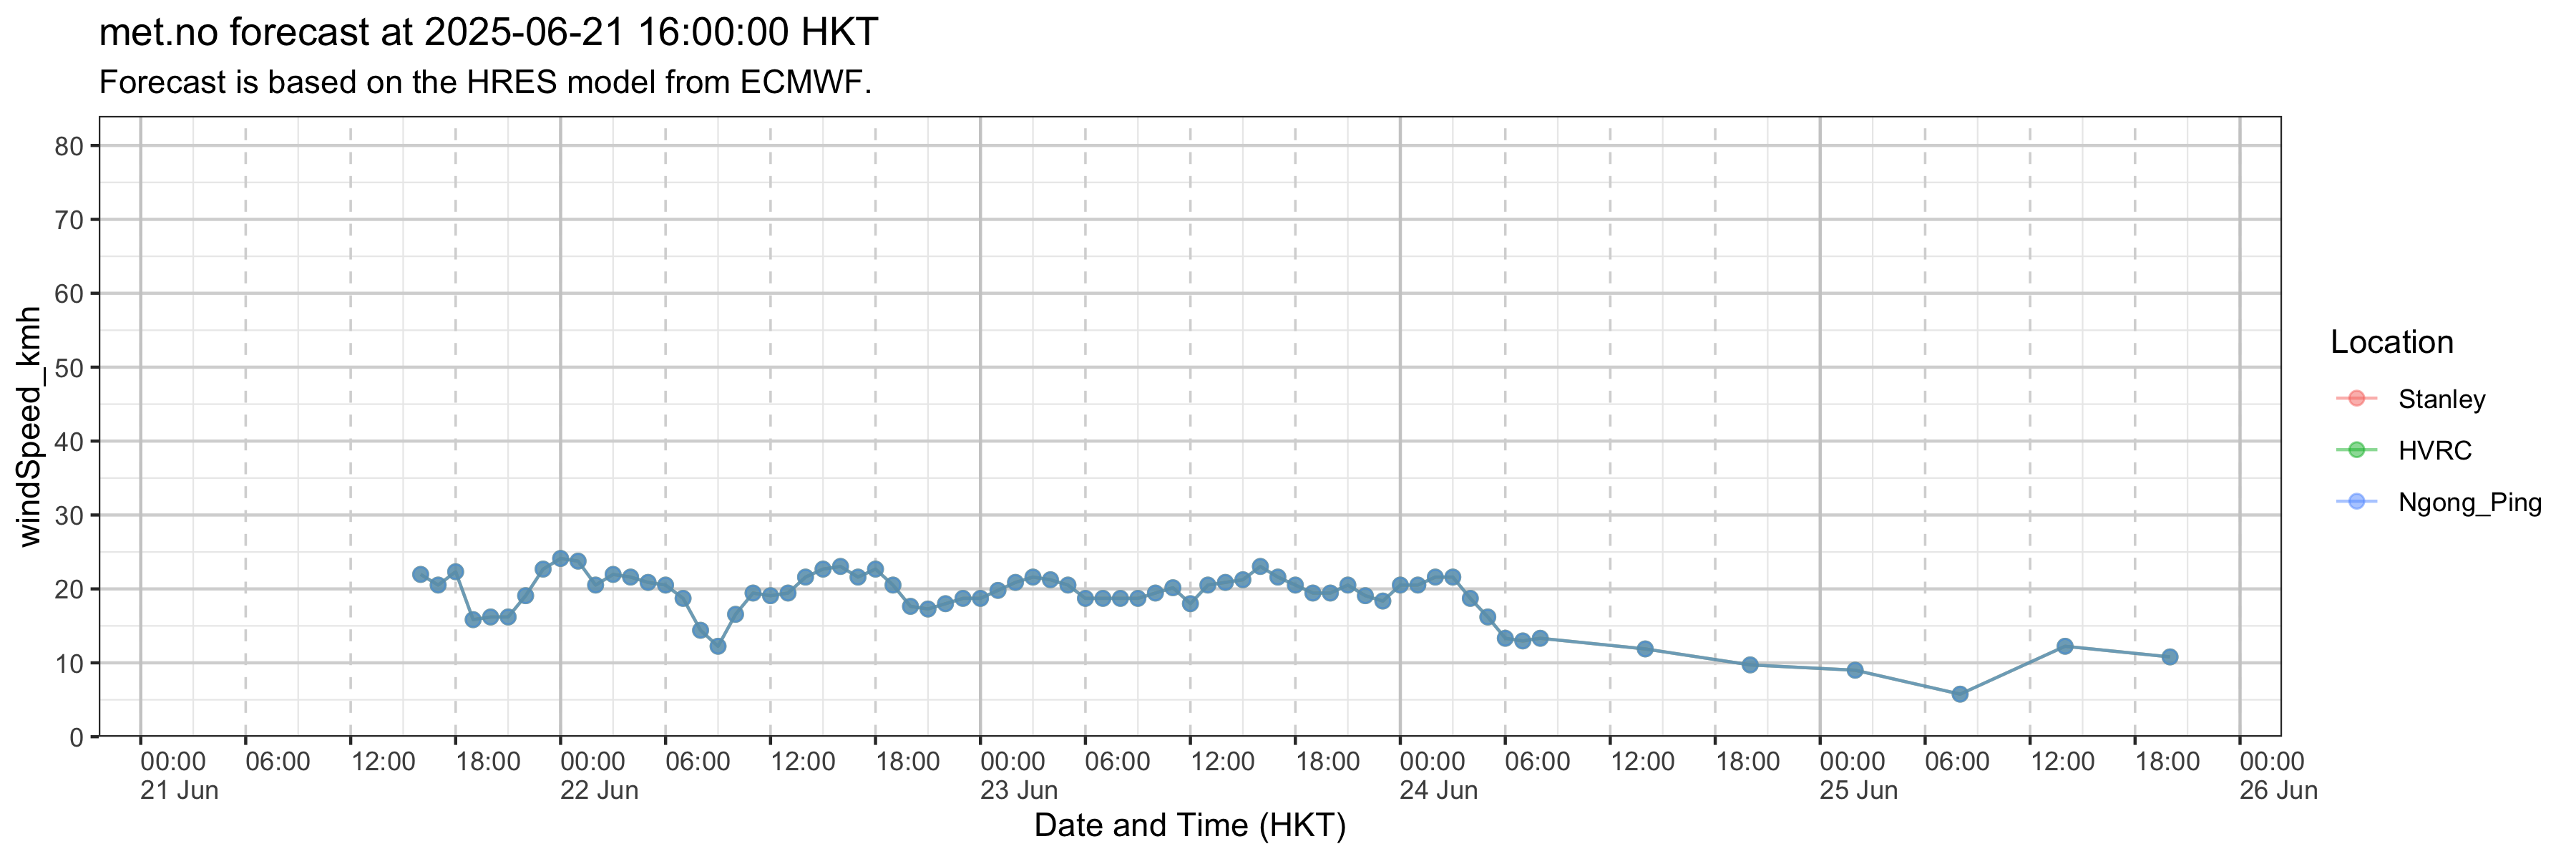 met.no forecast at 2025-06-21 16:00:00 HKT
Forecast is based on the HRES model from ECMWF.
windSpeed_kmh
80
70
60
50
40
30
20
10
0
00:00 06:00 12:00 18:00 00:00 06:00 12:00 18:00 00:00 06:00 12:00 18:00 00:00 06:00 12:00 18:00 00:00 06:00 12:00 18:00 00:00
21 Jun 22 Jun 23 Jun 24 Jun 25 Jun 26 Jun
Date and Time (HKT)
Location
Stanley
HVRC
Ngong_Ping